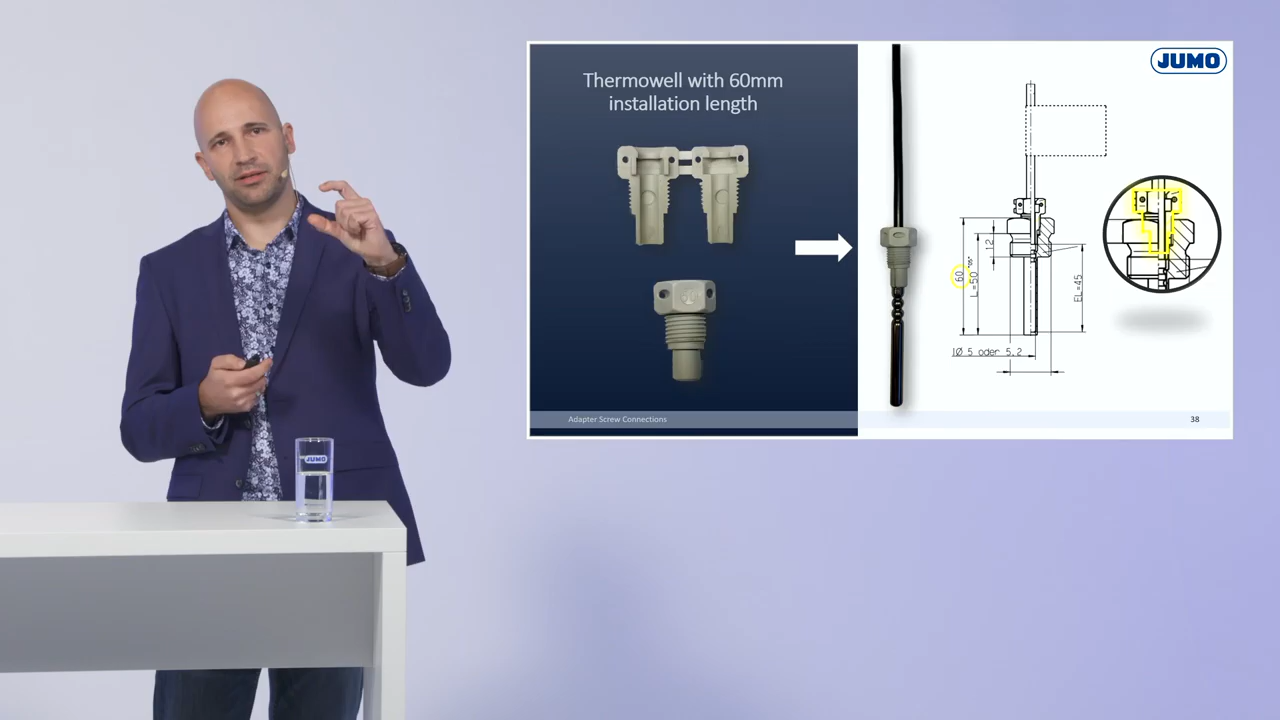 JUMO
Thermowell with 60mm
installation length
12
60
L=50
EL=45
Ø 5 oder 5.2
Adapter Screw Connections
38
JUMO